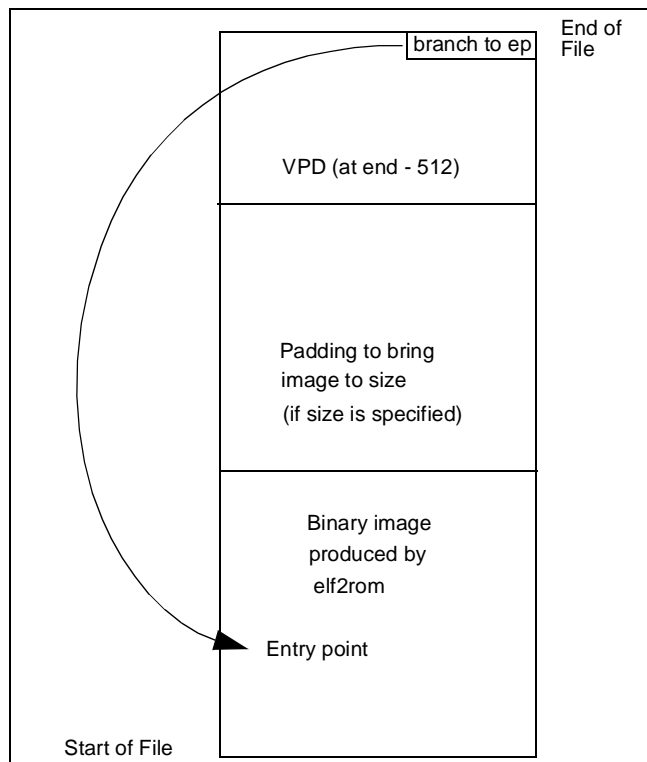 branch to ep
End of
File
VPD (at end - 512)
Padding to bring
image to size
(if size is specified)
Binary image
produced by
elf2rom
Entry point
Start of File